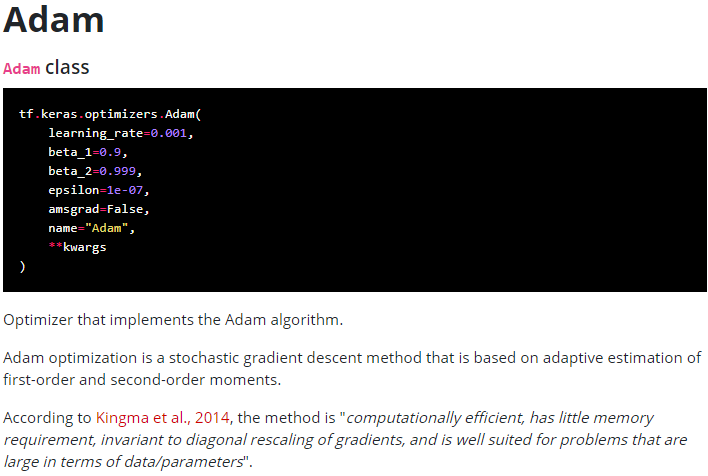 Adam
Adam class
tf.keras.optimizers.Adam(
    learning_rate=0.001,
    beta_1=0.9,
    beta_2=0.999,
    epsilon=1e-07,
    amsgrad=False,
    name="Adam",
    **kwargs
)
Optimizer that implements the Adam algorithm.
Adam optimization is a stochastic gradient descent method that is based on adaptive estimation of
first-order and second-order moments.
According to Kingma et al., 2014, the method is "computationally efficient, has little memory
requirement, invariant to diagonal rescaling of gradients, and is well suited for problems that are
large in terms of data/parameters".